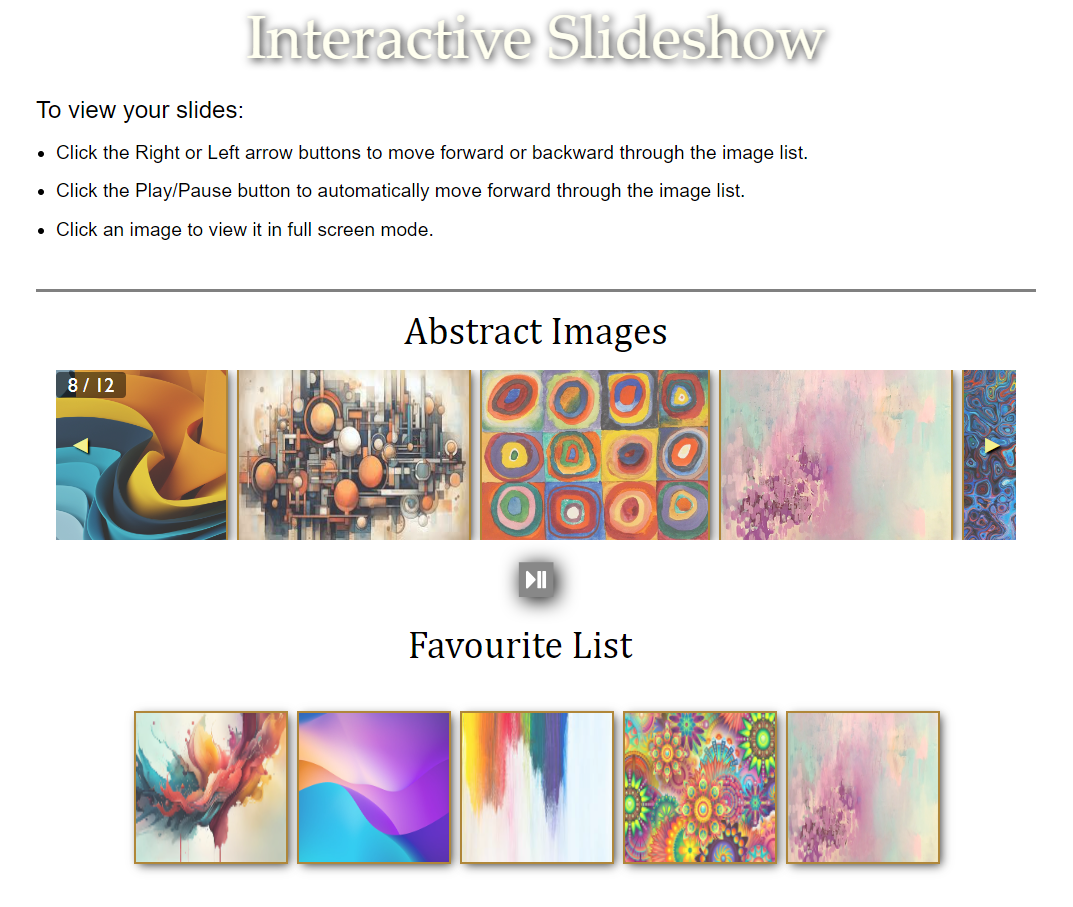 Interactive Slideshow
To view your slides:
• Click the Right or Left arrow buttons to move forward or backward through the image list.
• Click the Play/Pause button to automatically move forward through the image list.
• Click an image to view it in full screen mode.
Abstract Images
8 / 12
Favourite List